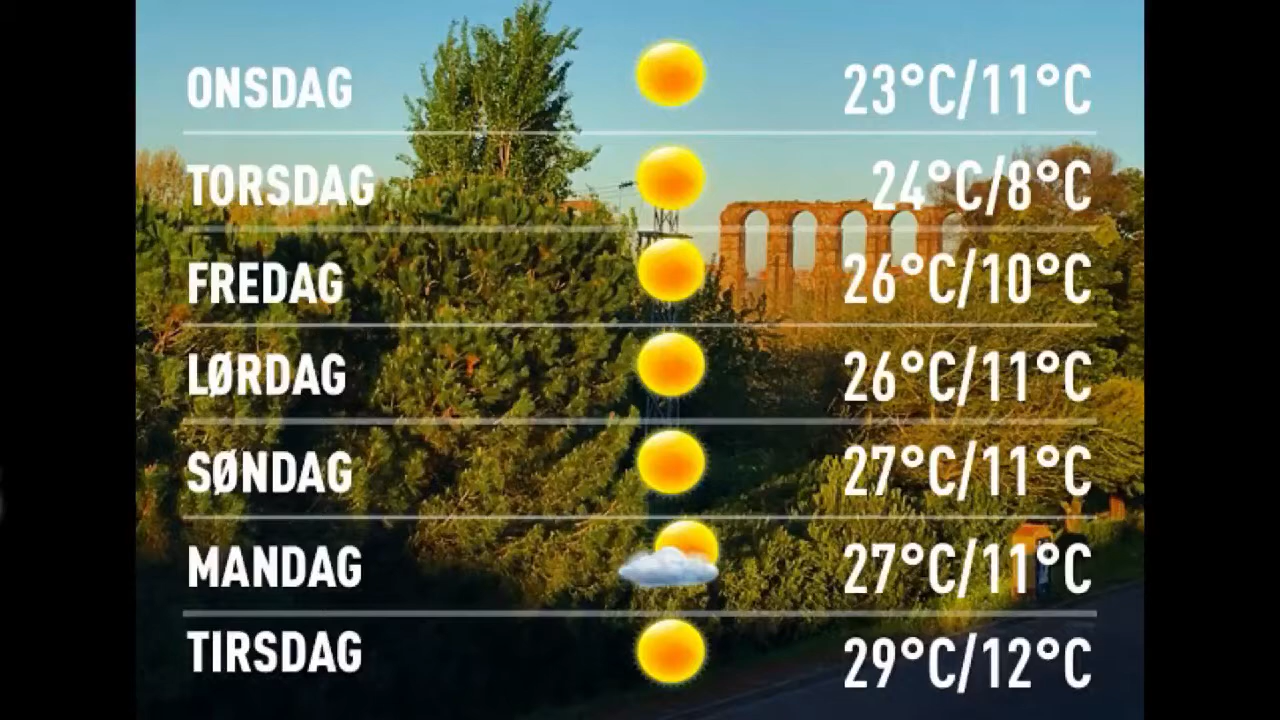 ONSDAG 23°C/11°C
TORSDAG 24°C/8°C
FREDAG 26°C/10°C
LØRDAG 26°C/11°C
SØNDAG 27°C/11°C
MANDAG 27°C/11°C
TIRSDAG 29°C/12°C